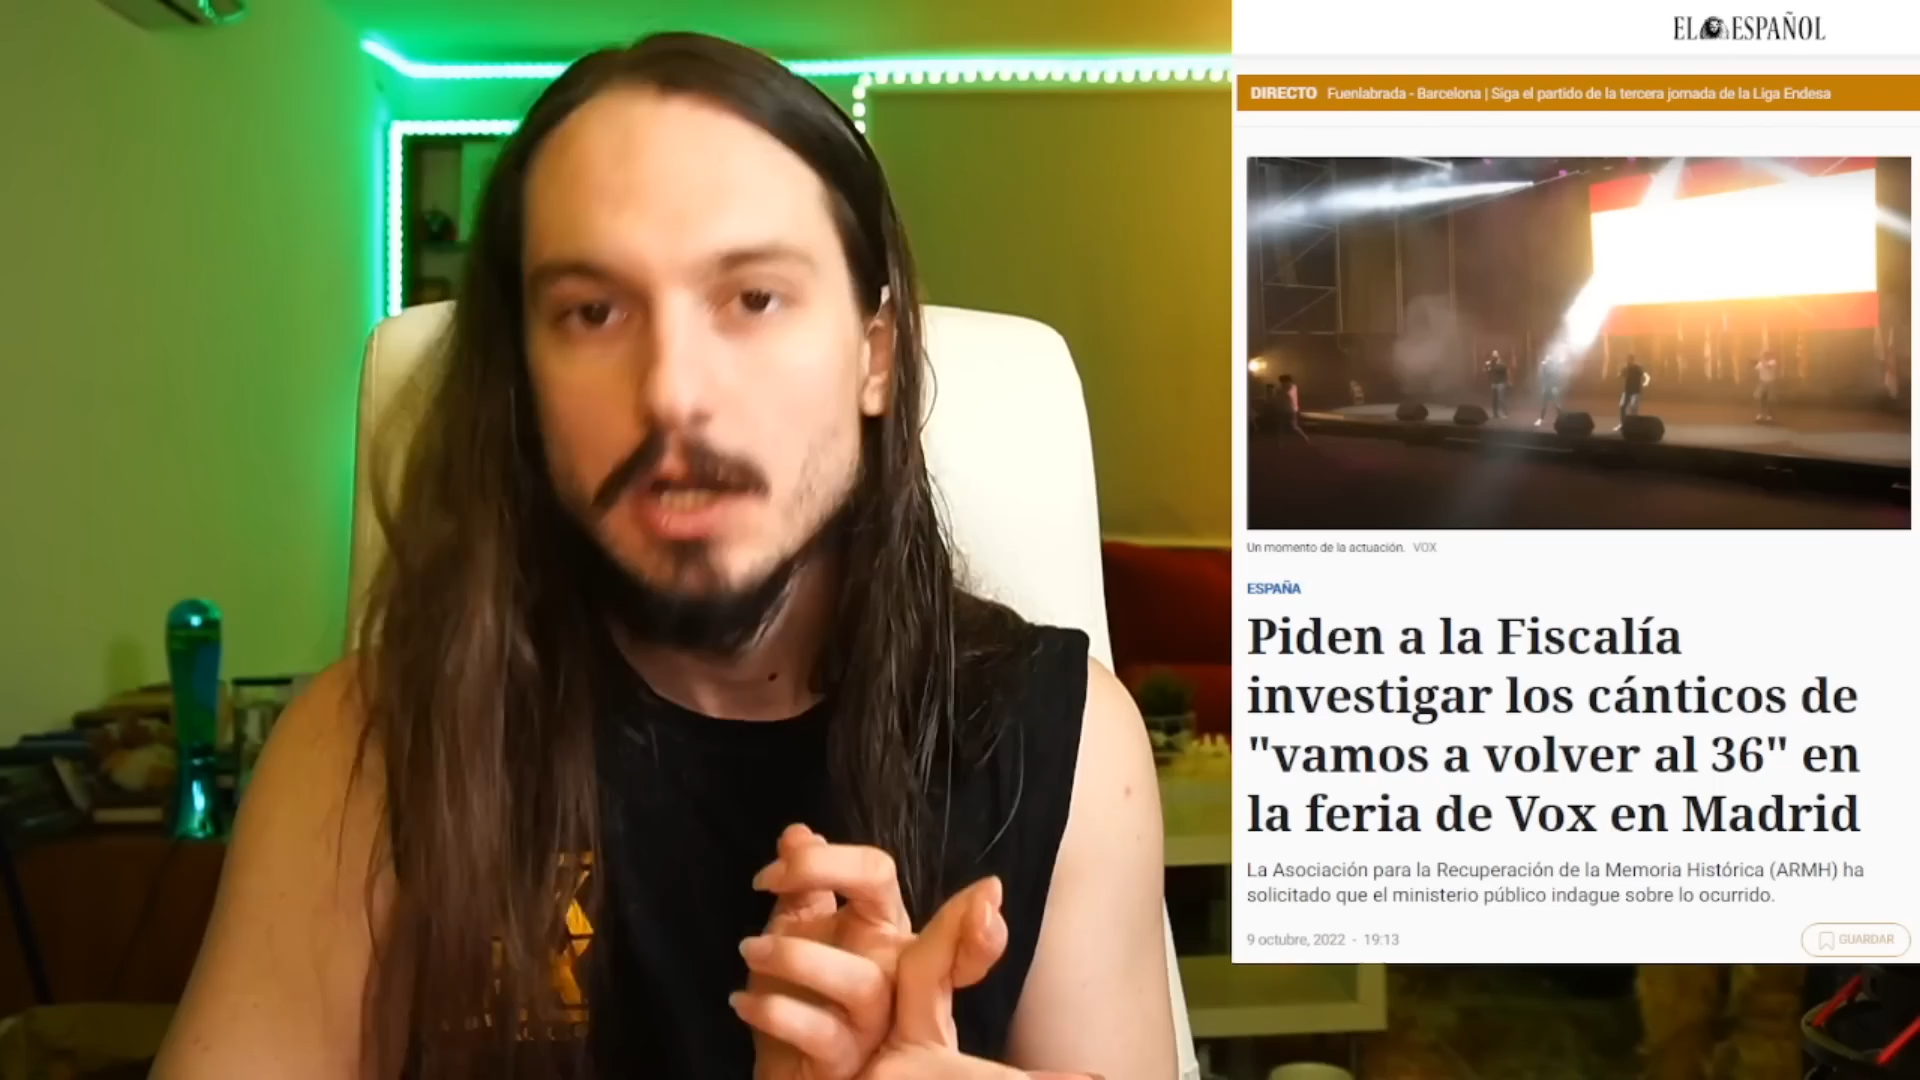 EL ESPAÑOL
DIRECTO Fuenlabrada - Barcelona | Siga el partido de la tercera jornada de la Liga Endesa
Un momento de la actuación. VOX
ESPAÑA
Piden a la Fiscalía
investigar los cánticos de
"vamos a volver al 36" en
la feria de Vox en Madrid
La Asociación para la Recuperación de la Memoria Histórica (ARMH) ha
solicitado que el ministerio público indague sobre lo ocurrido.
9 octubre, 2022 - 19:13
GUARDAR